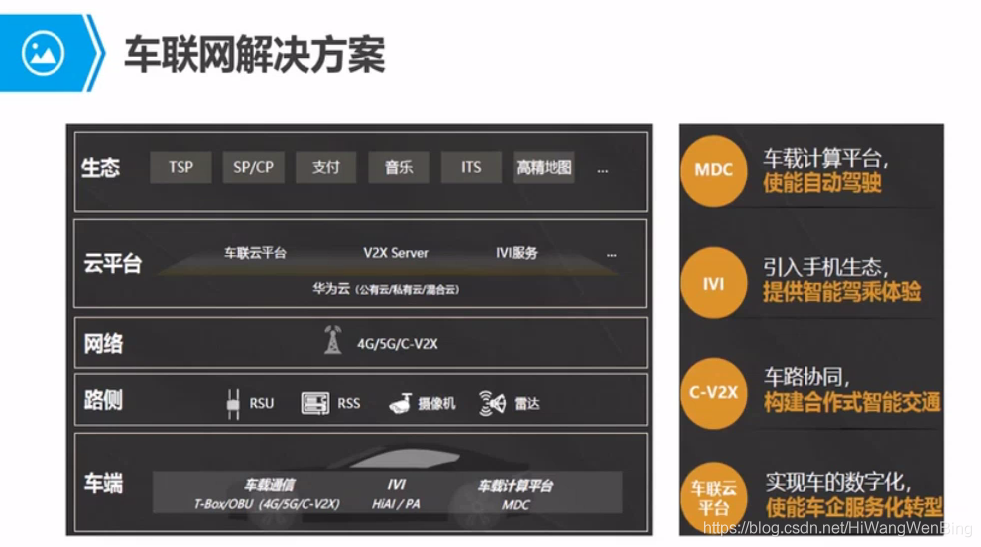 车联网解决方案
生态
TSP
SP/CP
支付
音乐
ITS
高精地图
...
云平台
车联云平台
V2X Server
IVI服务
...
华为云（公有云/私有云/混合云）
网络
4G/5G/C-V2X
路侧
RSU
RSS
摄像机
雷达
车端
车载通信
T-Box/OBU（4G/5G/C-V2X）
IVI
HiAI / PA
车载计算平台
MDC
MDC
车载计算平台，
使能自动驾驶
IVI
引入手机生态，
提供智能驾乘体验
C-V2X
车路协同，
构建合作式智能交通
车联云
平台
实现车的数字化，
使能车企服务化转型
https://blog.csdn.net/HiWangWenBing